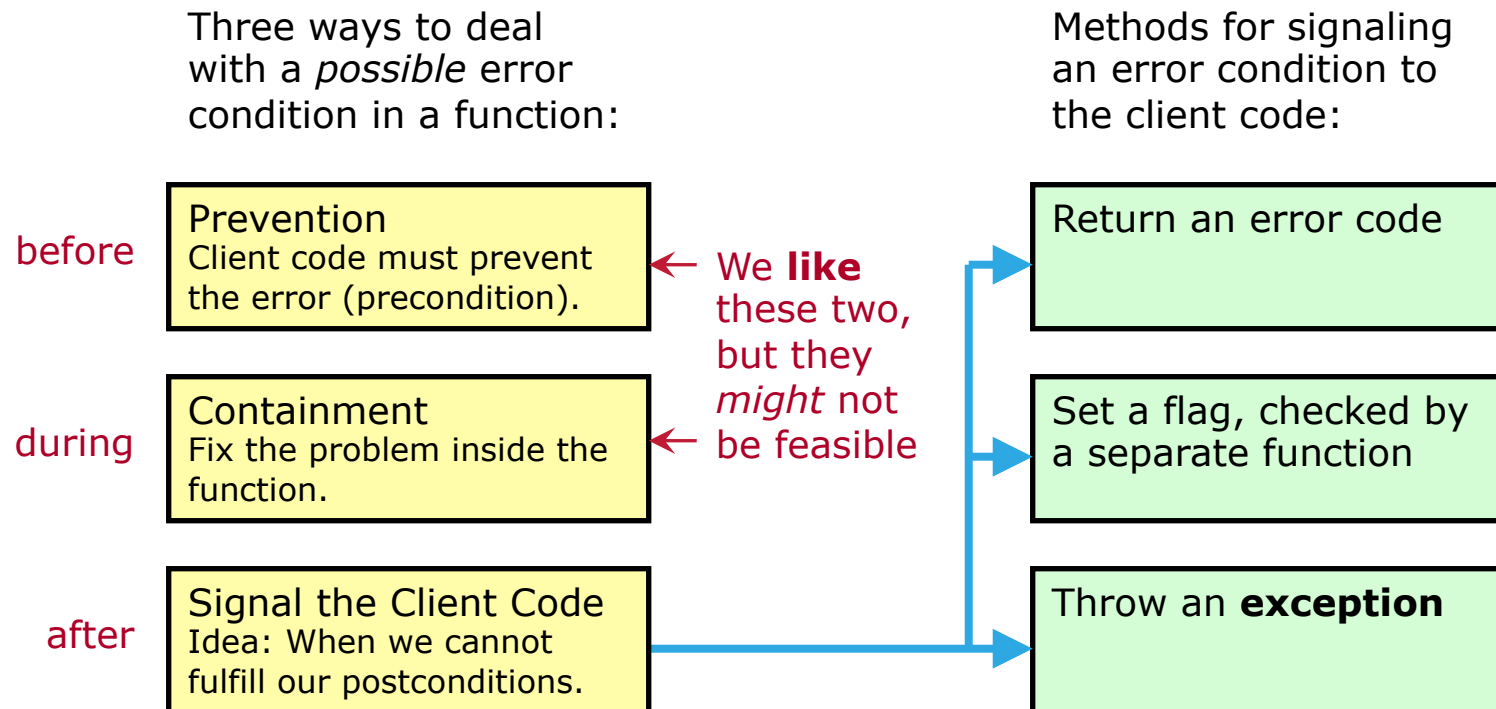 Three ways to deal
with a possible error
condition in a function:
Methods for signaling
an error condition to
the client code:
before
Prevention
Client code must prevent
the error (precondition).
We like
these two,
but they
might not
be feasible
Return an error code
during
Containment
Fix the problem inside the
function.
Set a flag, checked by
a separate function
after
Signal the Client Code
Idea: When we cannot
fulfill our postconditions.
Throw an exception